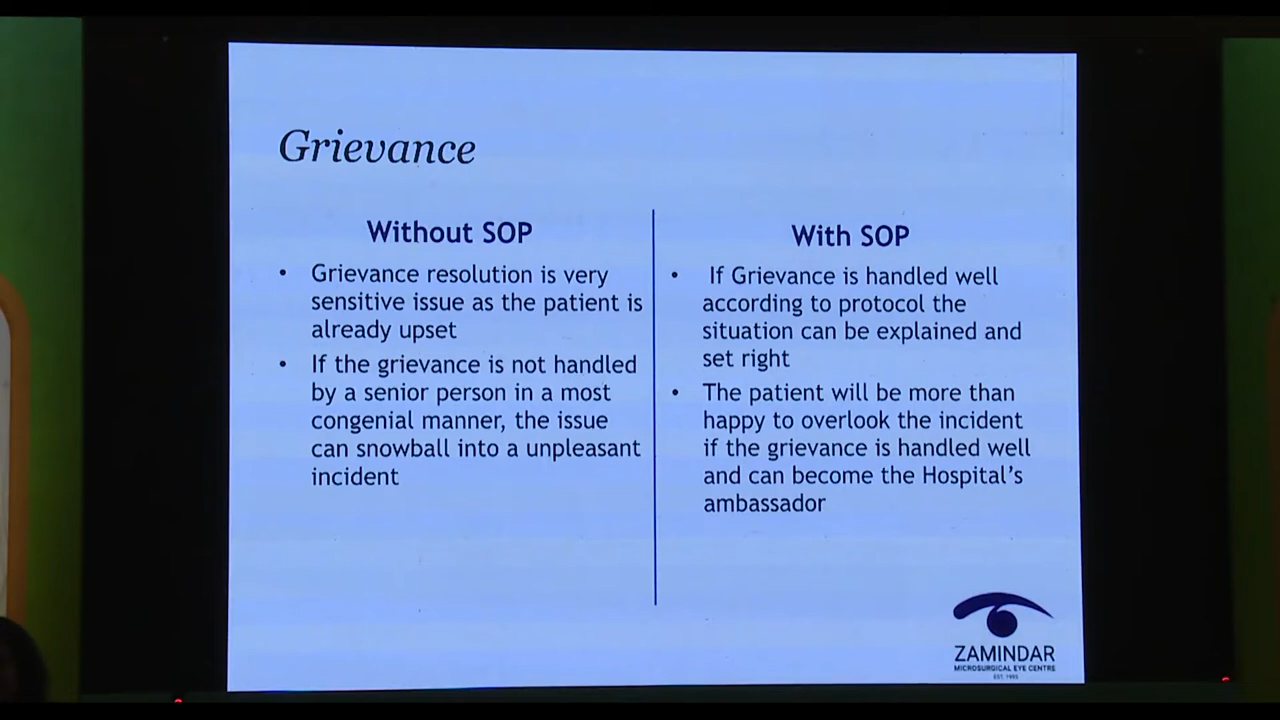 Grievance
Without SOP
• Grievance resolution is very
sensitive issue as the patient is
already upset
• If the grievance is not handled
by a senior person in a most
congenial manner, the issue
can snowball into a unpleasant
incident
With SOP
• If Grievance is handled well
according to protocol the
situation can be explained and
set right
• The patient will be more than
happy to overlook the incident
if the grievance is handled well
and can become the Hospital's
ambassador
ZAMINDAR
MICROSURGICAL EYE CENTRE